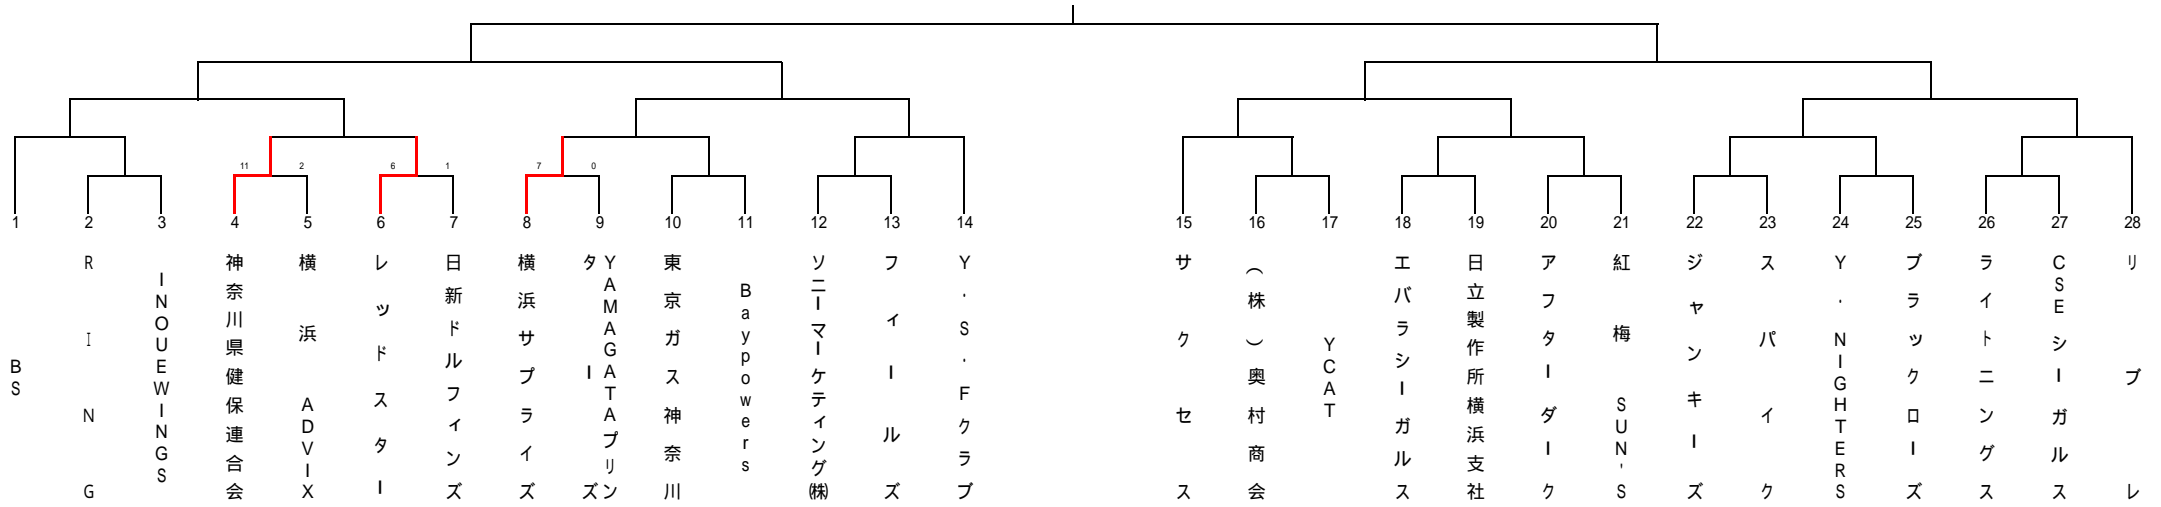 11 2 6 1 7 0
1 2 3 4 5 6 7 8 9 10 11 12 13 14 15 16 17 18 19 20 21 22 23 24 25 26 27 28
BS
RING
INOUEWINGS
神奈川県健保連合会
横浜ADVIX
レッドスター
日新ドルフィンズ
横浜サプライズ
YAMAGATAプリン
ターズ
東京ガス神奈川
Baypowers
ソニーマーケティング㈱
フィールズ
Y・S・Fクラブ
サクセス
（株）奥村商会
YCAT
エバラシーガルス
日立製作所横浜支社
アフターダーク
紅梅SUN'S
ジャンキーズ
スパイク
Y・NIGHTERS
ブラックローズ
ライトニングス
CSEシーガルス
リブレ